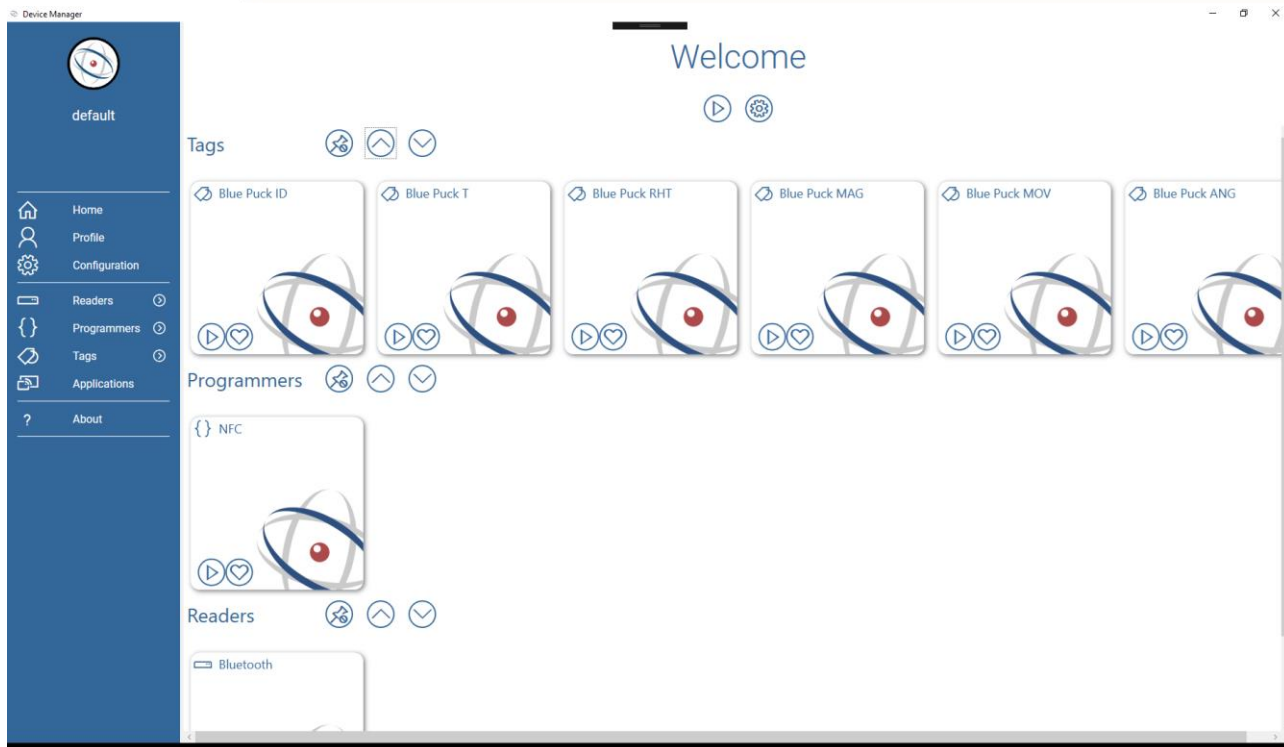 Device Manager
default
Home
Profile
Configuration
Readers
Programmers
Tags
Applications
? About
Welcome
Tags
Blue Puck ID
Blue Puck T
Blue Puck RHT
Blue Puck MAG
Blue Puck MOV
Blue Puck ANG
Programmers
{ } NFC
Readers
Bluetooth